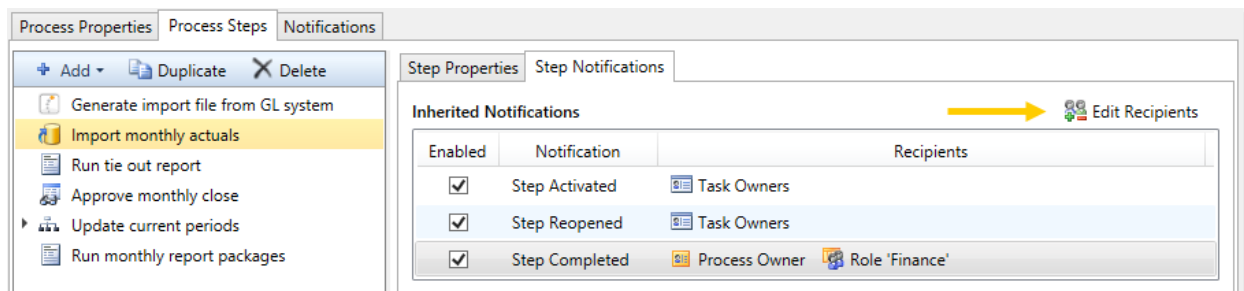 Process Properties Process Steps Notifications
Add Duplicate Delete
Generate import file from GL system
Import monthly actuals
Run tie out report
Approve monthly close
Update current periods
Run monthly report packages
Step Properties Step Notifications
Inherited Notifications Edit Recipients
Enabled Notification Recipients
Step Activated Task Owners
Step Reopened Task Owners
Step Completed Process Owner Role 'Finance'